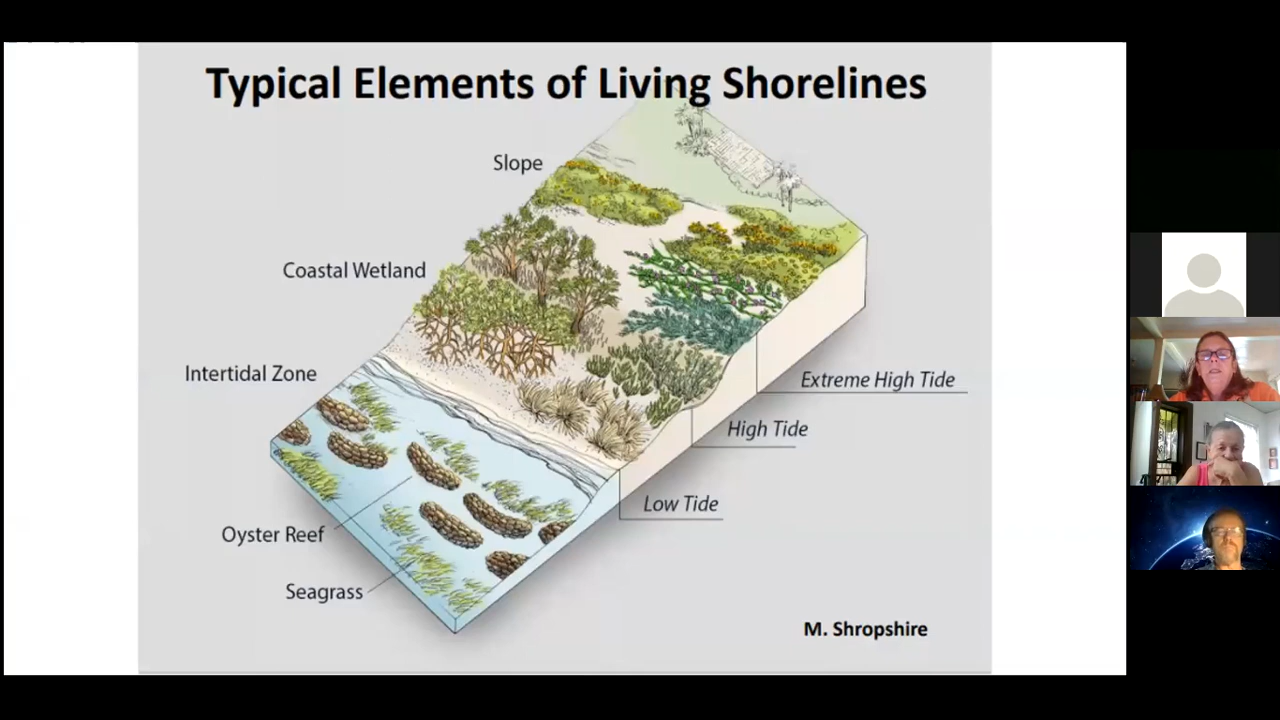 Typical Elements of Living Shorelines
Slope
Coastal Wetland
Intertidal Zone
Extreme High Tide
High Tide
Low Tide
Oyster Reef
Seagrass
M. Shropshire